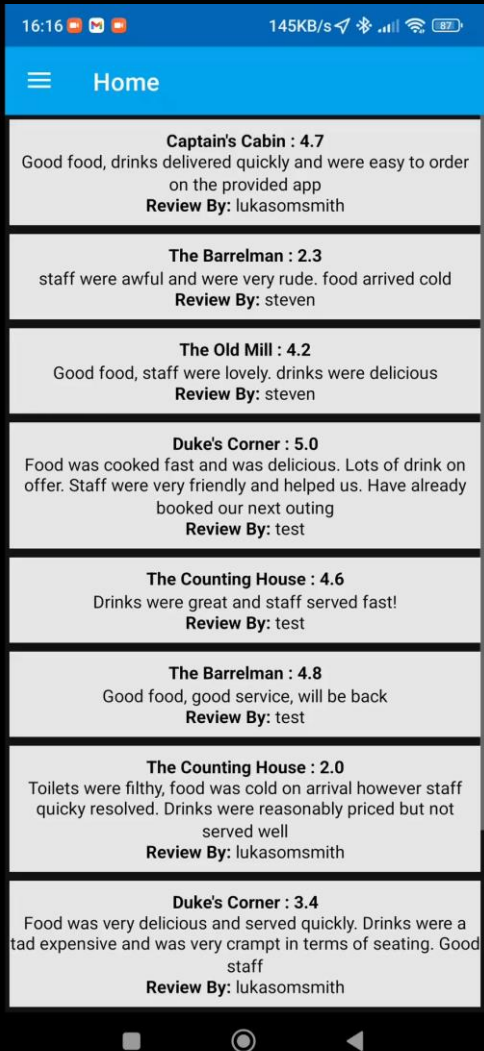 16:16 145KB/s 87
Home
Captain's Cabin : 4.7
Good food, drinks delivered quickly and were easy to order
on the provided app
Review By: lukasomsmith
The Barrelman : 2.3
staff were awful and were very rude. food arrived cold
Review By: steven
The Old Mill : 4.2
Good food, staff were lovely. drinks were delicious
Review By: steven
Duke's Corner : 5.0
Food was cooked fast and was delicious. Lots of drink on
offer. Staff were very friendly and helped us. Have already
booked our next outing
Review By: test
The Counting House : 4.6
Drinks were great and staff served fast!
Review By: test
The Barrelman : 4.8
Good food, good service, will be back
Review By: test
The Counting House : 2.0
Toilets were filthy, food was cold on arrival however staff
quicky resolved. Drinks were reasonably priced but not
served well
Review By: lukasomsmith
Duke's Corner : 3.4
Food was very delicious and served quickly. Drinks were a
tad expensive and was very crampt in terms of seating. Good
staff
Review By: lukasomsmith